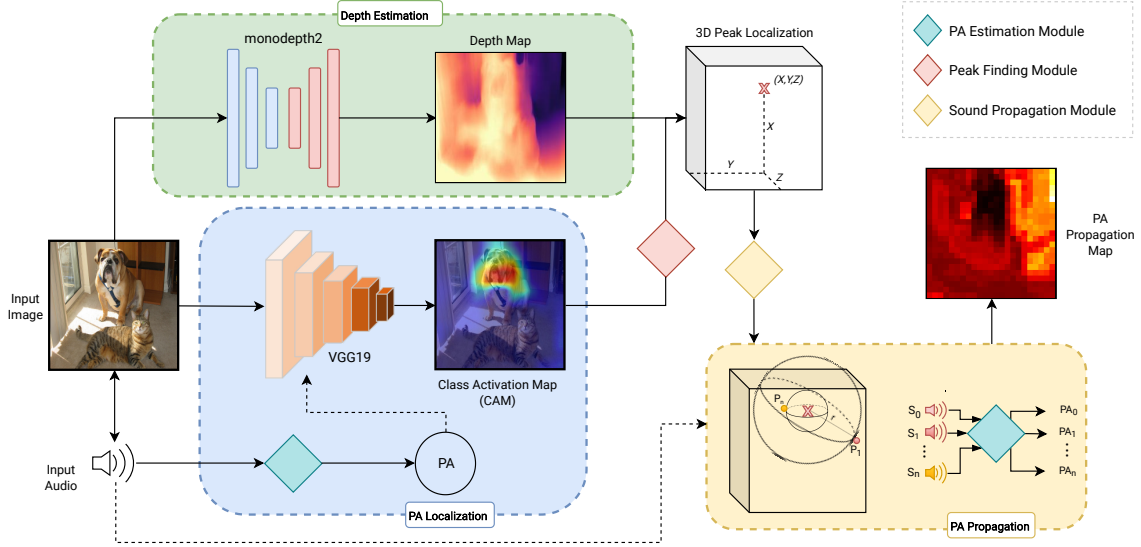 Depth Estimation
monodepth2
Depth Map
3D Peak Localization
(X,Y,Z)
X
Y
Z
PA Estimation Module
Peak Finding Module
Sound Propagation Module
Input
Image
VGG19
Class Activation Map
(CAM)
PA
Propagation
Map
Input
Audio
PA
PA Localization
Pn
r
P1
S0
S1
Sn
PA0
PA1
PAn
PA Propagation